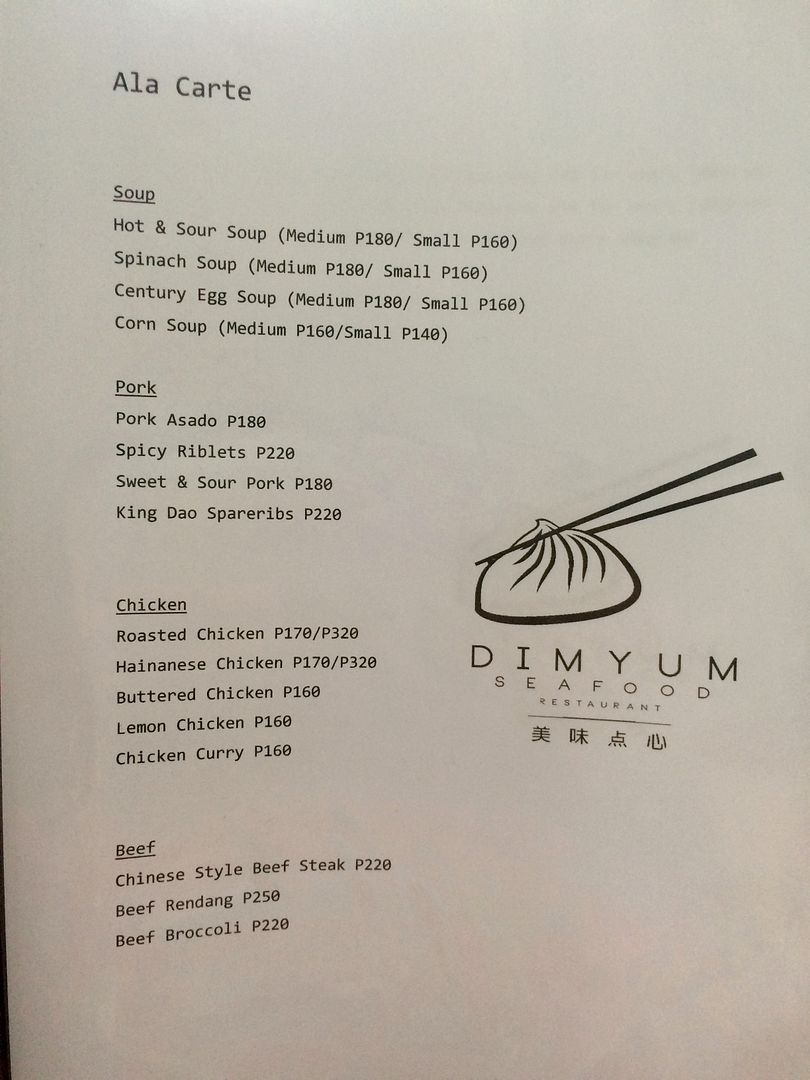 Ala Carte
Soup
Hot & Sour Soup (Medium P180/ Small P160)
Spinach Soup (Medium P180/ Small P160)
Century Egg Soup (Medium P180/ Small P160)
Corn Soup (Medium P160/Small P140)
Pork
Pork Asado P180
Spicy Riblets P220
Sweet & Sour Pork P180
King Dao Spareribs P220
Chicken
Roasted Chicken P170/P320
Hainanese Chicken P170/P320
Buttered Chicken P160
Lemon Chicken P160
Chicken Curry P160
Beef
Chinese Style Beef Steak P220
Beef Rendang P250
Beef Broccoli P220
DIMYUM
SEAFOOD
RESTAURANT
美味点心